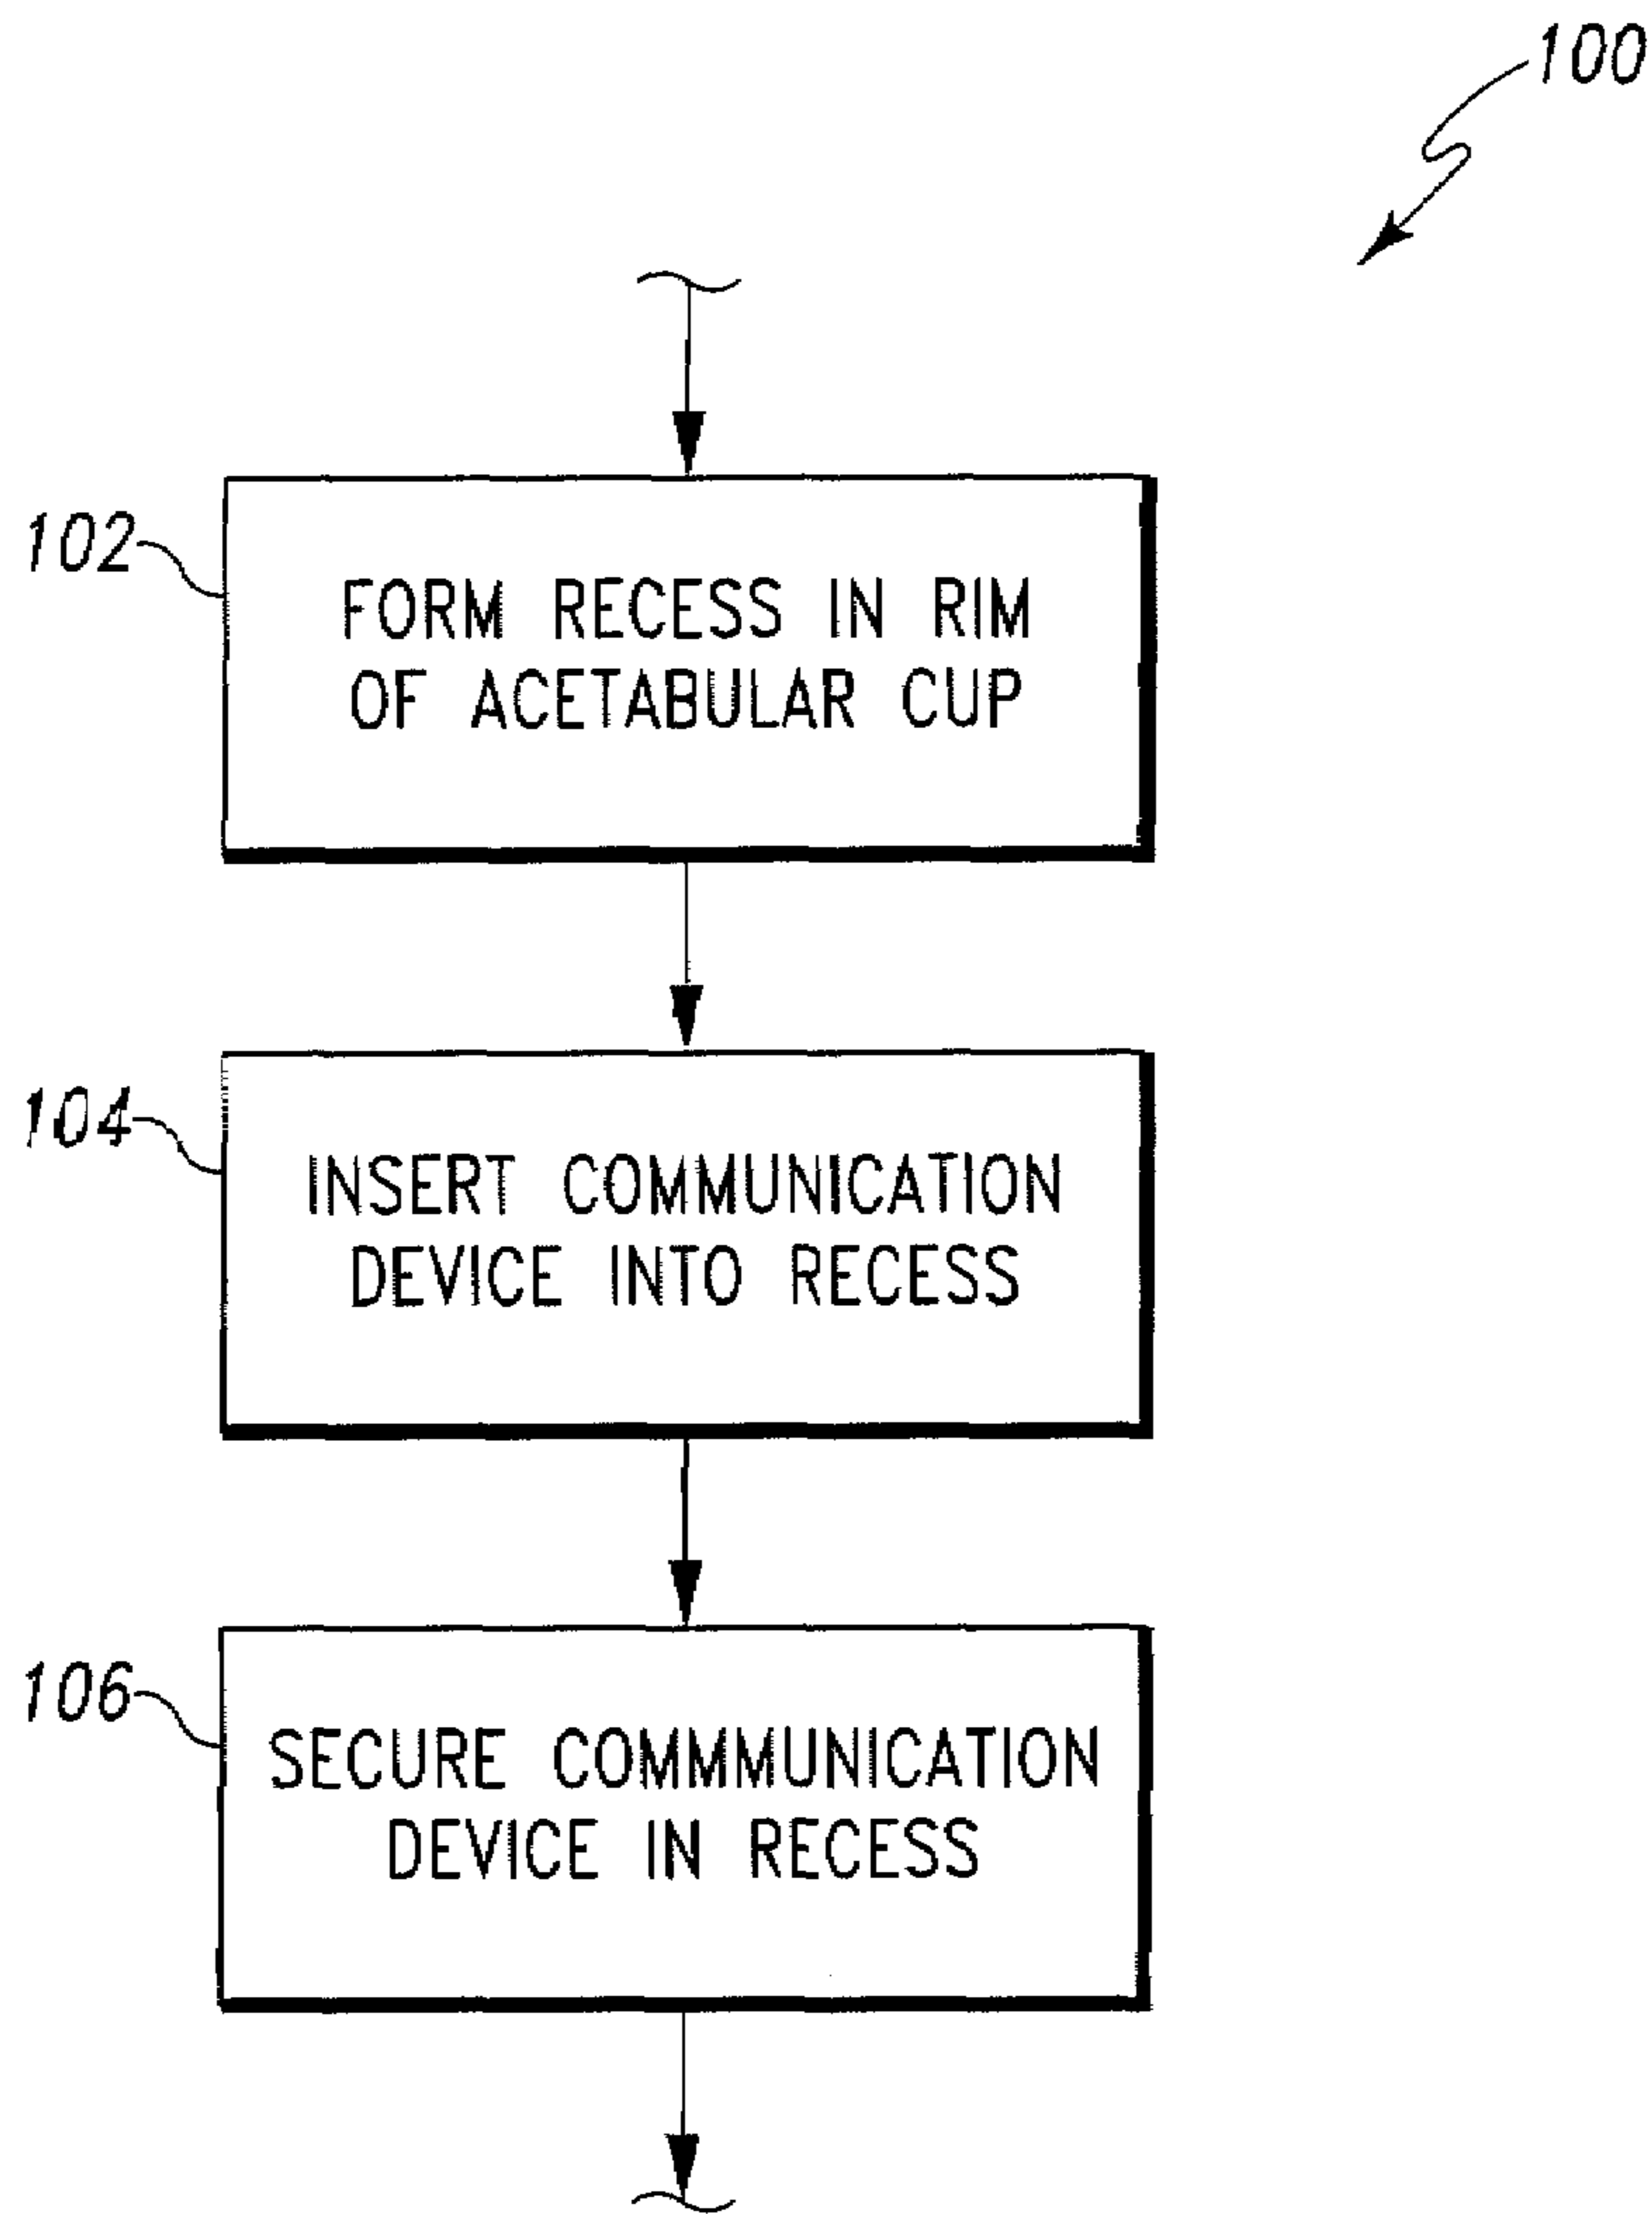 100
102
FORM RECESS IN RIM
OF ACETABULAR CUP
104
INSERT COMMUNICATION
DEVICE INTO RECESS
106
SECURE COMMMUNICATION
DEVICE IN RECESS